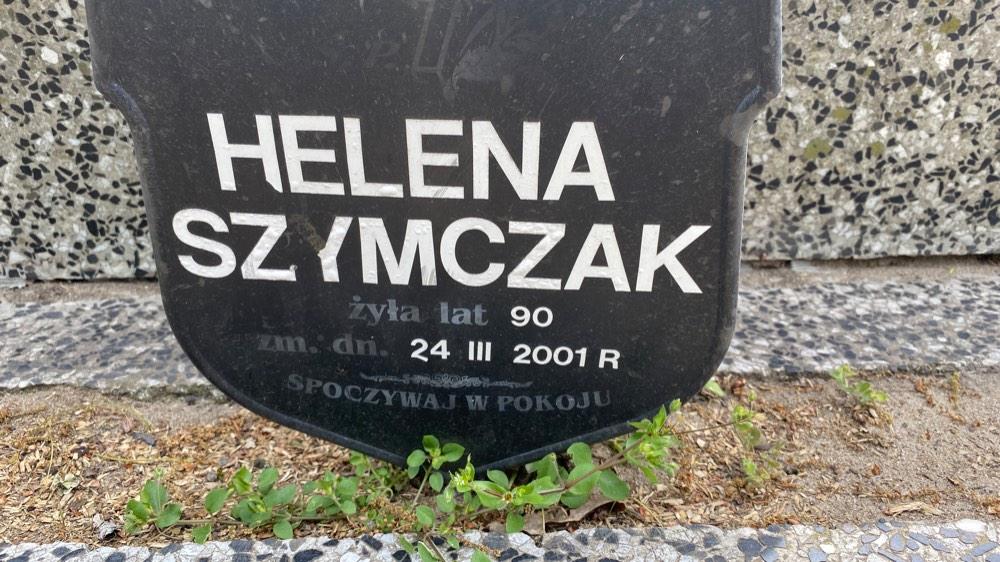 P.
HELENA
SZYMCZAK
żyła lat 90
zm. dn. 24 III 2001 R
SPOCZYWAJ W POKOJU